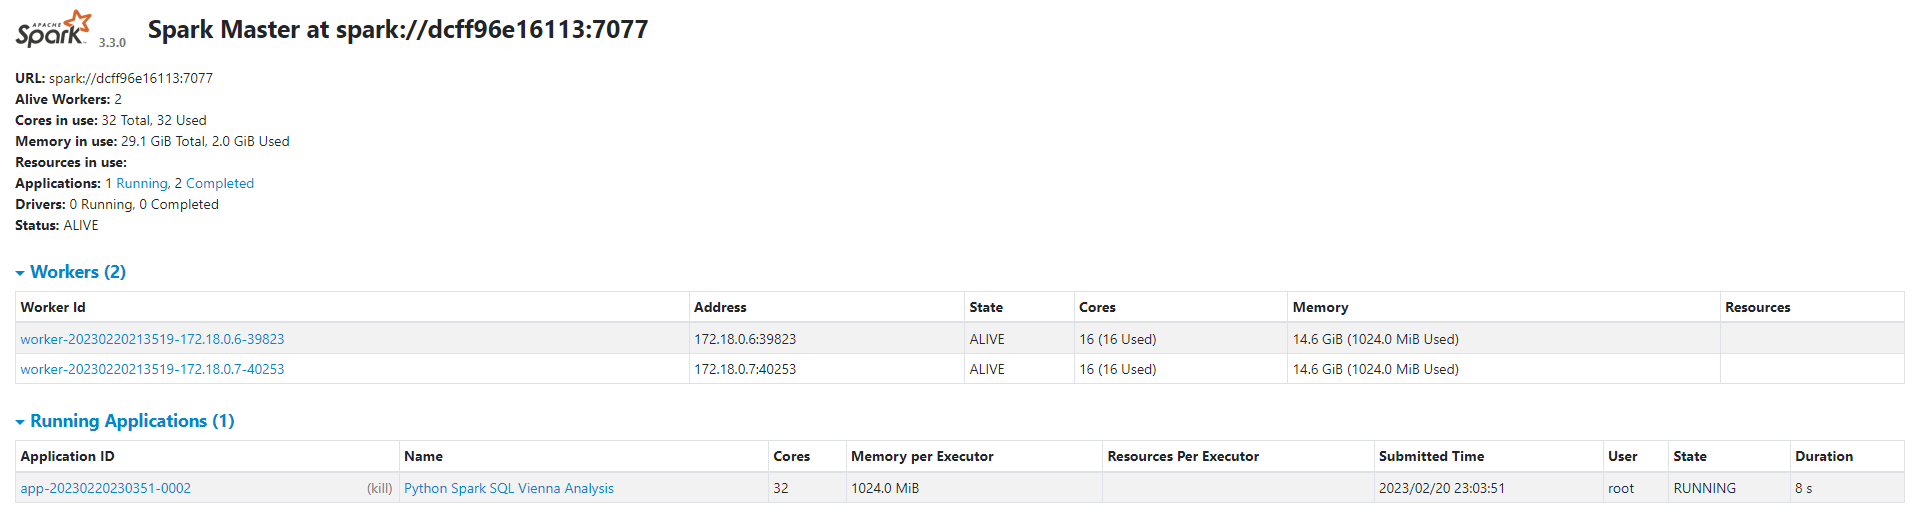 APACHE
Spark 3.3.0 Spark Master at spark://dcff96e16113:7077
URL: spark://dcff96e16113:7077
Alive Workers: 2
Cores in use: 32 Total, 32 Used
Memory in use: 29.1 GiB Total, 2.0 GiB Used
Resources in use:
Applications: 1 Running, 2 Completed
Drivers: 0 Running, 0 Completed
Status: ALIVE
Workers (2)
Worker Id Address State Cores Memory Resources
worker-20230220213519-172.18.0.6-39823 172.18.0.6:39823 ALIVE 16 (16 Used) 14.6 GiB (1024.0 MiB Used)
worker-20230220213519-172.18.0.7-40253 172.18.0.7:40253 ALIVE 16 (16 Used) 14.6 GiB (1024.0 MiB Used)
Running Applications (1)
Application ID Name Cores Memory per Executor Resources Per Executor Submitted Time User State Duration
app-20230220230351-0002 (kill) Python Spark SQL Vienna Analysis 32 1024.0 MiB 2023/02/20 23:03:51 root RUNNING 8 s